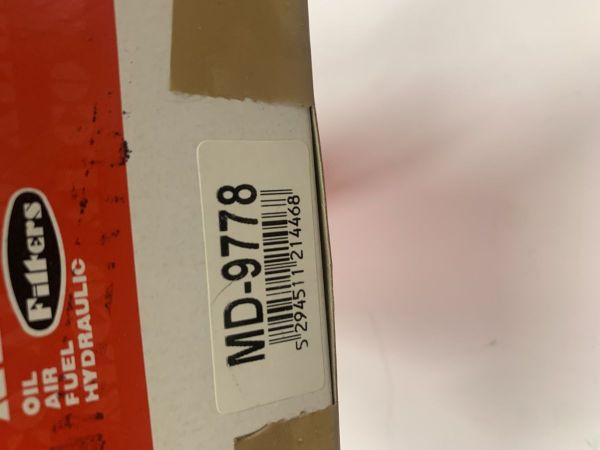 Filters
OIL
AIR
FUEL
HYDRAULIC
MD-9778
5 294511 214468